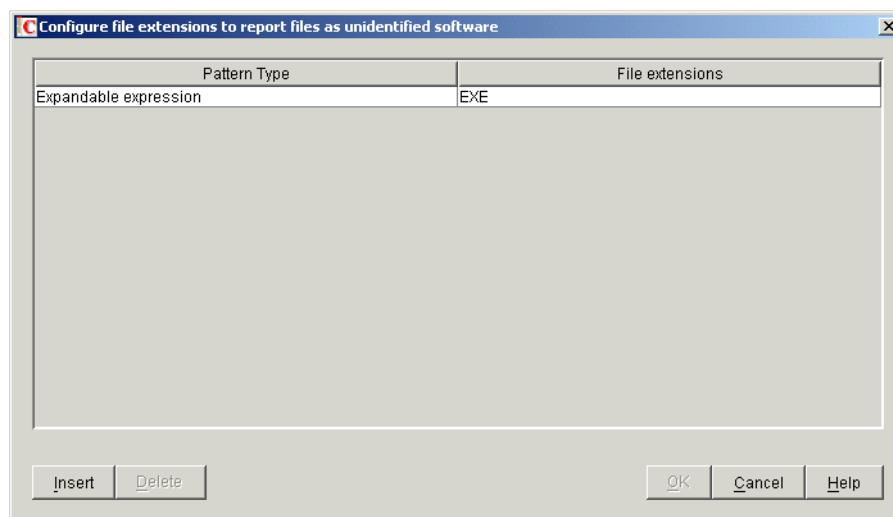 Configure file extensions to report files as unidentified software
Pattern Type File extensions
Expandable expression EXE
Insert Delete OK Cancel Help